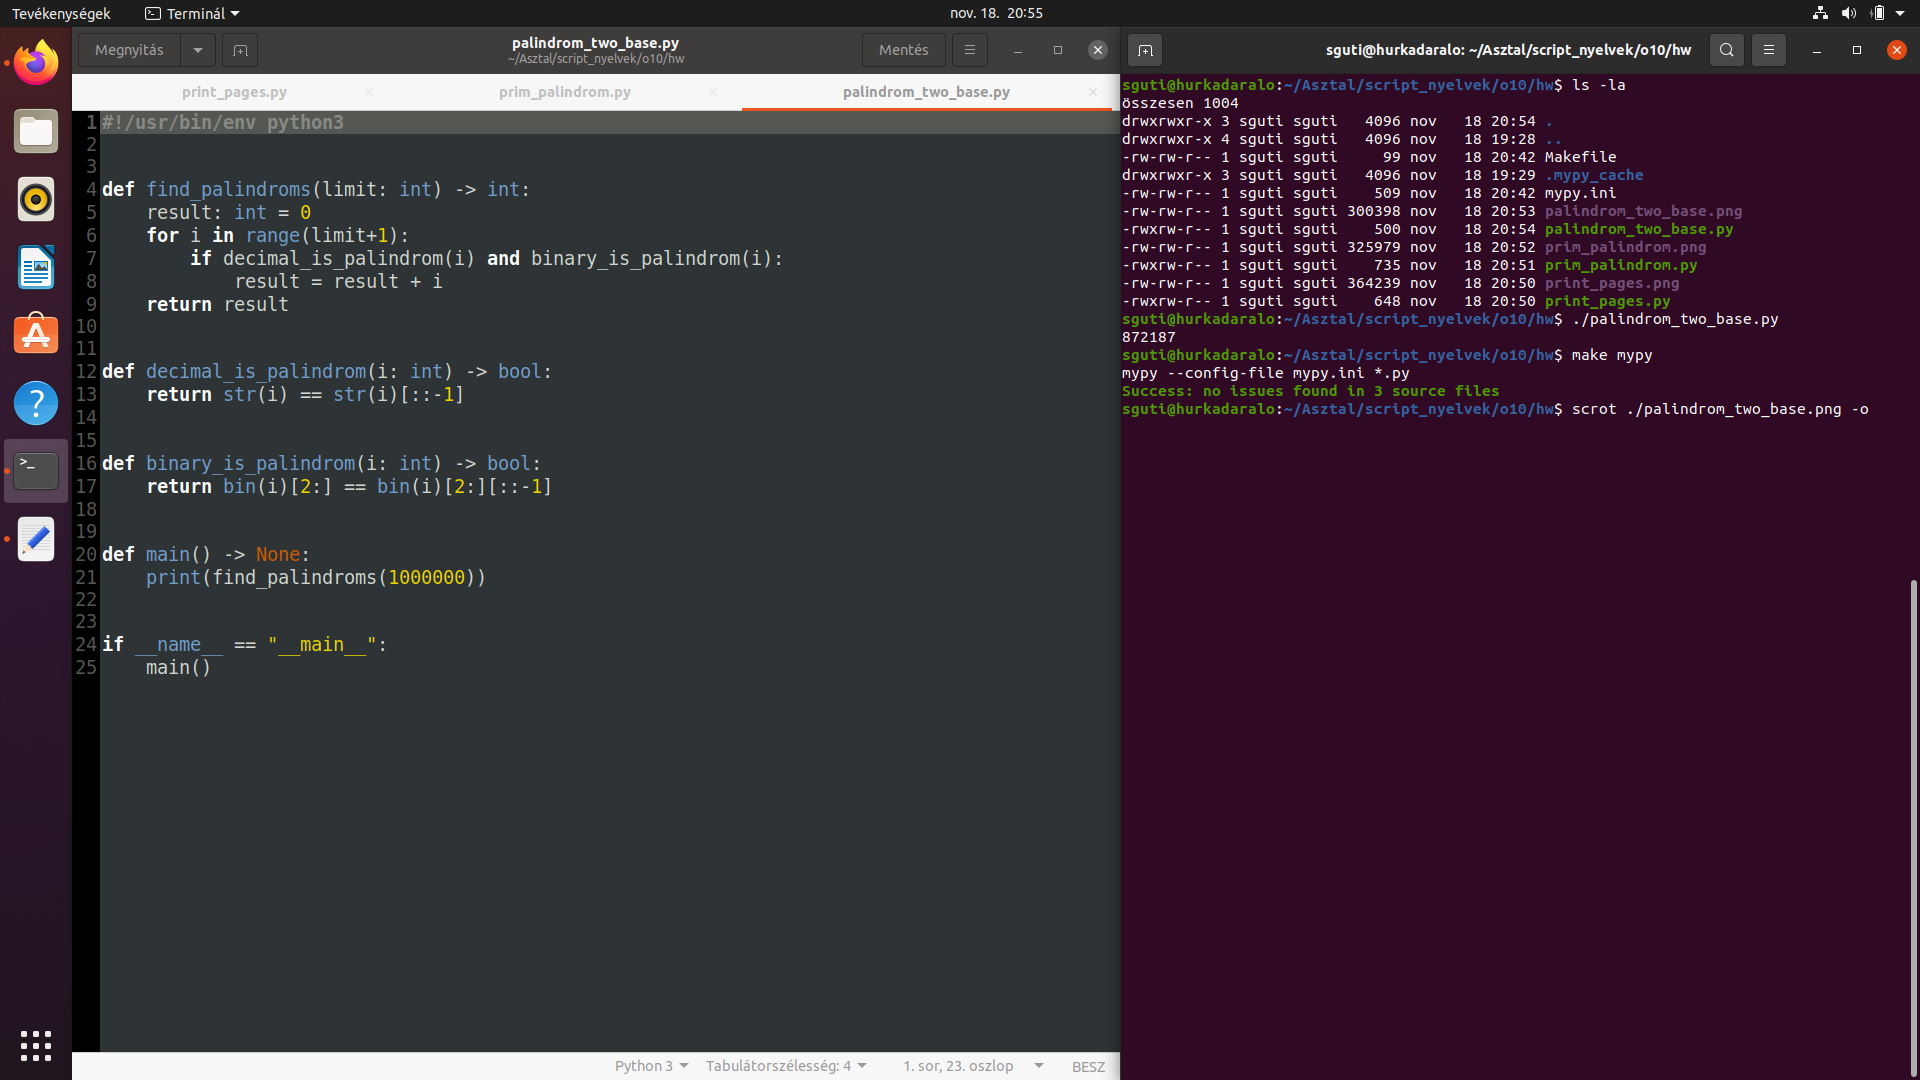 Tevékenységek
Terminál
nov. 18. 20:55
Megnyitás
palindrom_two_base.py
~/Asztal/script_nyelvek/o10/hw
Mentés
print_pages.py
prim_palindrom.py
palindrom_two_base.py
1 #!/usr/bin/env python3
2
3
4 def find_palindroms(limit: int) -> int:
5     result: int = 0
6     for i in range(limit+1):
7         if decimal_is_palindrom(i) and binary_is_palindrom(i):
8             result = result + i
9     return result
10
11
12 def decimal_is_palindrom(i: int) -> bool:
13     return str(i) == str(i)[::-1]
14
15
16 def binary_is_palindrom(i: int) -> bool:
17     return bin(i)[2:] == bin(i)[2:][::-1]
18
19
20 def main() -> None:
21     print(find_palindroms(1000000))
22
23
24 if __name__ == "__main__":
25     main()
Python 3
Tabulátorszélesség: 4
1. sor, 23. oszlop
BESZ
sguti@hurkadaralo: ~/Asztal/script_nyelvek/o10/hw
sguti@hurkadaralo:~/Asztal/script_nyelvek/o10/hw$ ls -la
összesen 1004
drwxrwxr-x 3 sguti sguti   4096 nov   18 20:54 .
drwxrwxr-x 4 sguti sguti   4096 nov   18 19:28 ..
-rw-rw-r-- 1 sguti sguti     99 nov   18 20:42 Makefile
drwxrwxr-x 3 sguti sguti   4096 nov   18 19:29 .mypy_cache
-rw-rw-r-- 1 sguti sguti    509 nov   18 20:42 mypy.ini
-rw-rw-r-- 1 sguti sguti 300398 nov   18 20:53 palindrom_two_base.png
-rwxrw-r-- 1 sguti sguti    500 nov   18 20:54 palindrom_two_base.py
-rw-rw-r-- 1 sguti sguti 325979 nov   18 20:52 prim_palindrom.png
-rwxrw-r-- 1 sguti sguti    735 nov   18 20:51 prim_palindrom.py
-rw-rw-r-- 1 sguti sguti 364239 nov   18 20:50 print_pages.png
-rwxrw-r-- 1 sguti sguti    648 nov   18 20:50 print_pages.py
sguti@hurkadaralo:~/Asztal/script_nyelvek/o10/hw$ ./palindrom_two_base.py
872187
sguti@hurkadaralo:~/Asztal/script_nyelvek/o10/hw$ make mypy
mypy --config-file mypy.ini *.py
Success: no issues found in 3 source files
sguti@hurkadaralo:~/Asztal/script_nyelvek/o10/hw$ scrot ./palindrom_two_base.png -o